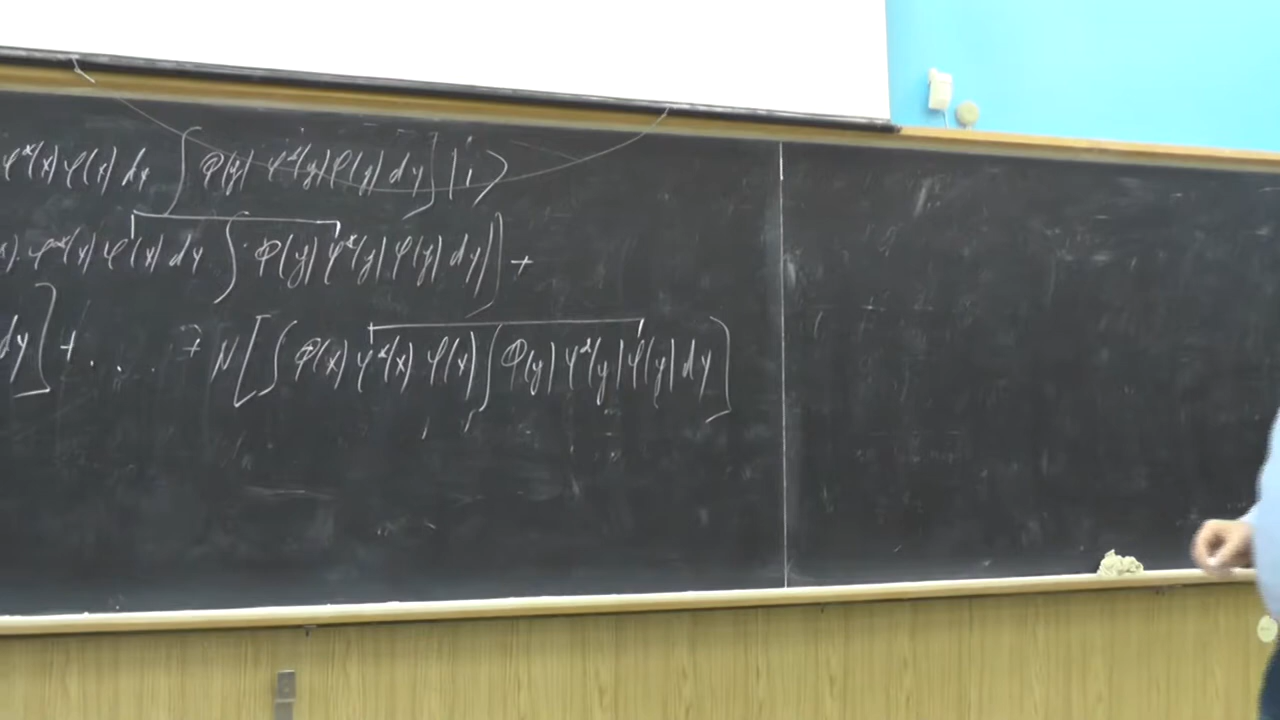 φ*(x) φ(x) dx ∫ Φ(y) φ*(y) φ(y) dy] |i⟩
x) φ*(x) φ(x) dx ∫ Φ(y) φ*(y) φ(y) dy] +
dy] + . . . + N[∫ Φ(x) φ*(x) φ(x) ∫ Φ(y) φ*(y) φ(y) dy]